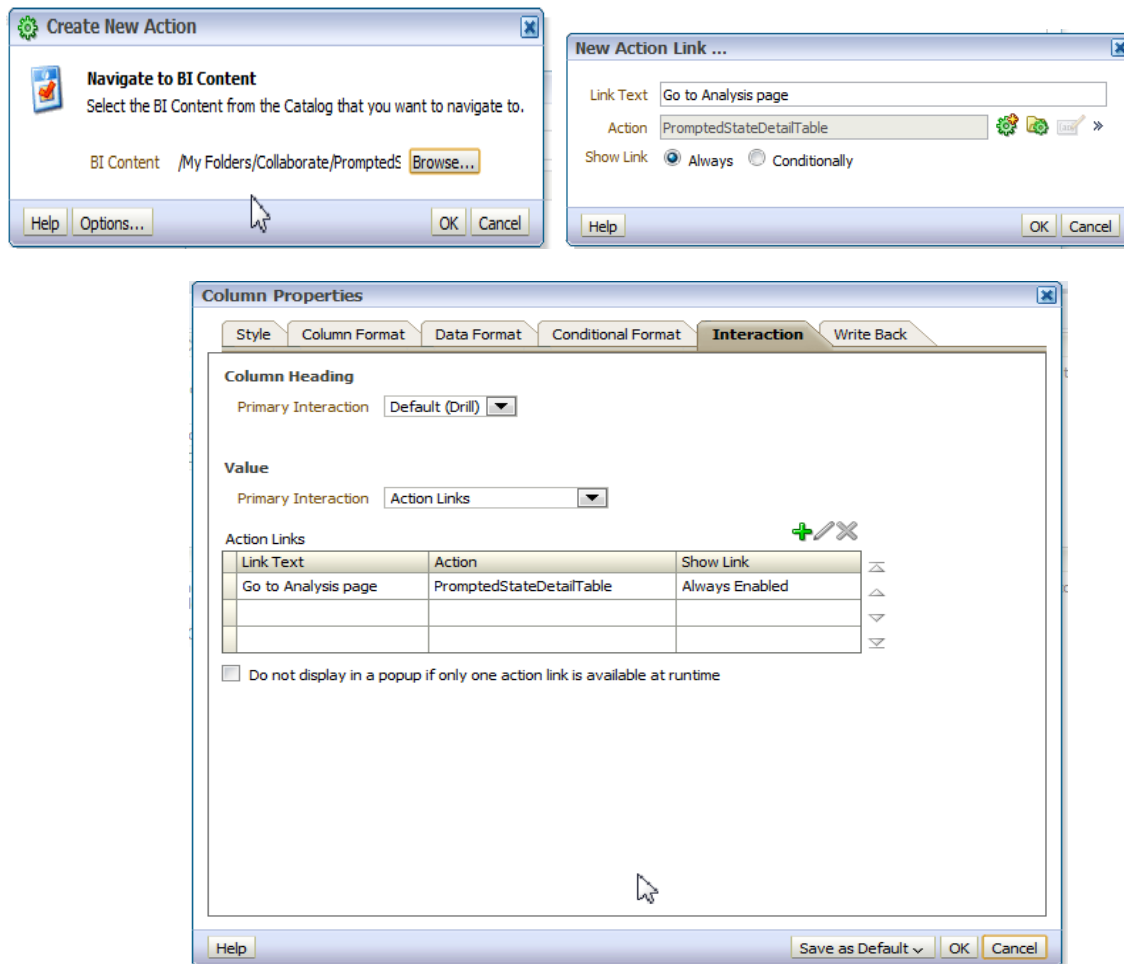 Create New Action
Navigate to BI Content
Select the BI Content from the Catalog that you want to navigate to.
BI Content /My Folders/Collaborate/PromptedS Browse...
Help Options... OK Cancel
New Action Link ...
Link Text Go to Analysis page
Action PromptedStateDetailTable »
Show Link Always Conditionally
Help OK Cancel
Column Properties
Style Column Format Data Format Conditional Format Interaction Write Back
Column Heading
Primary Interaction Default (Drill)
Value
Primary Interaction Action Links
Action Links
Link Text Action Show Link
Go to Analysis page PromptedStateDetailTable Always Enabled
Do not display in a popup if only one action link is available at runtime
Help Save as Default OK Cancel